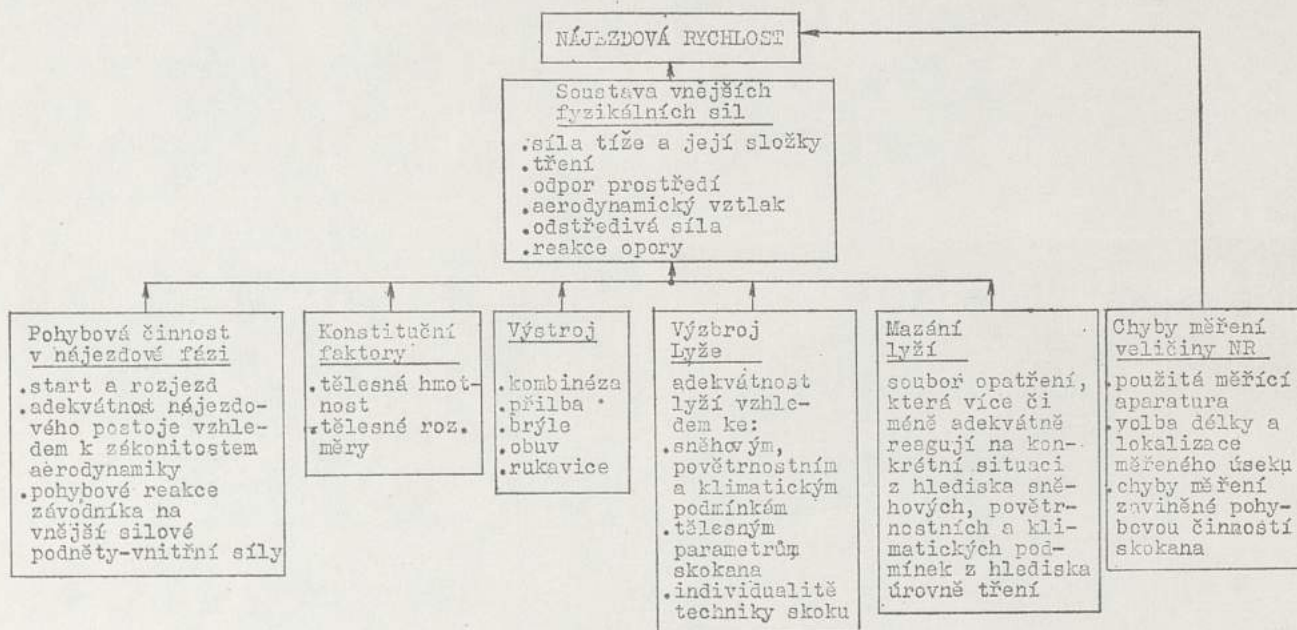 NÁJEZDOVÁ RYCHLOST
Soustava vnějších
fyzikálních sil
.síla tíže a její složky
.tření
.odpor prostředí
.aerodynamický vztlak
.odstředivá síla
.reakce opory
Pohybová činnost
v nájezdové fázi
.start a rozjezd
.adekvátnost nájezdo-
vého postoje vzhle-
dem k zákonitostem
aerodynamiky
.pohybové reakce
závodníka na
vnější silové
podněty-vnitřní síly
Konstituční
faktory
.tělesná hmot-
nost
.tělesné roz.
měry
Výstroj
.kombinéza
.přilba
.brýle
.obuv
.rukavice
Výzbroj
Lyže
adekvátnost
lyží vzhle-
dem ke:
.sněhovým,
povětrnostním
a klimatickým
podmínkám
.tělesným
parametrům
skokana
.individualitě
techniky skoku
Mazání
lyží
soubor opatření,
která více či
méně adekvátně
reagují na kon-
krétní situaci
z hlediska sně-
hových, povětr-
nostních a kli-
matických pod-
mínek z hlediska
úrovně tření
Chyby měření
veličiny NR
.použitá měřící
aparatura
.volba délky a
lokalizace
měřeného úseku
.chyby měření
zaviněné pohy-
bovou činností
skokana